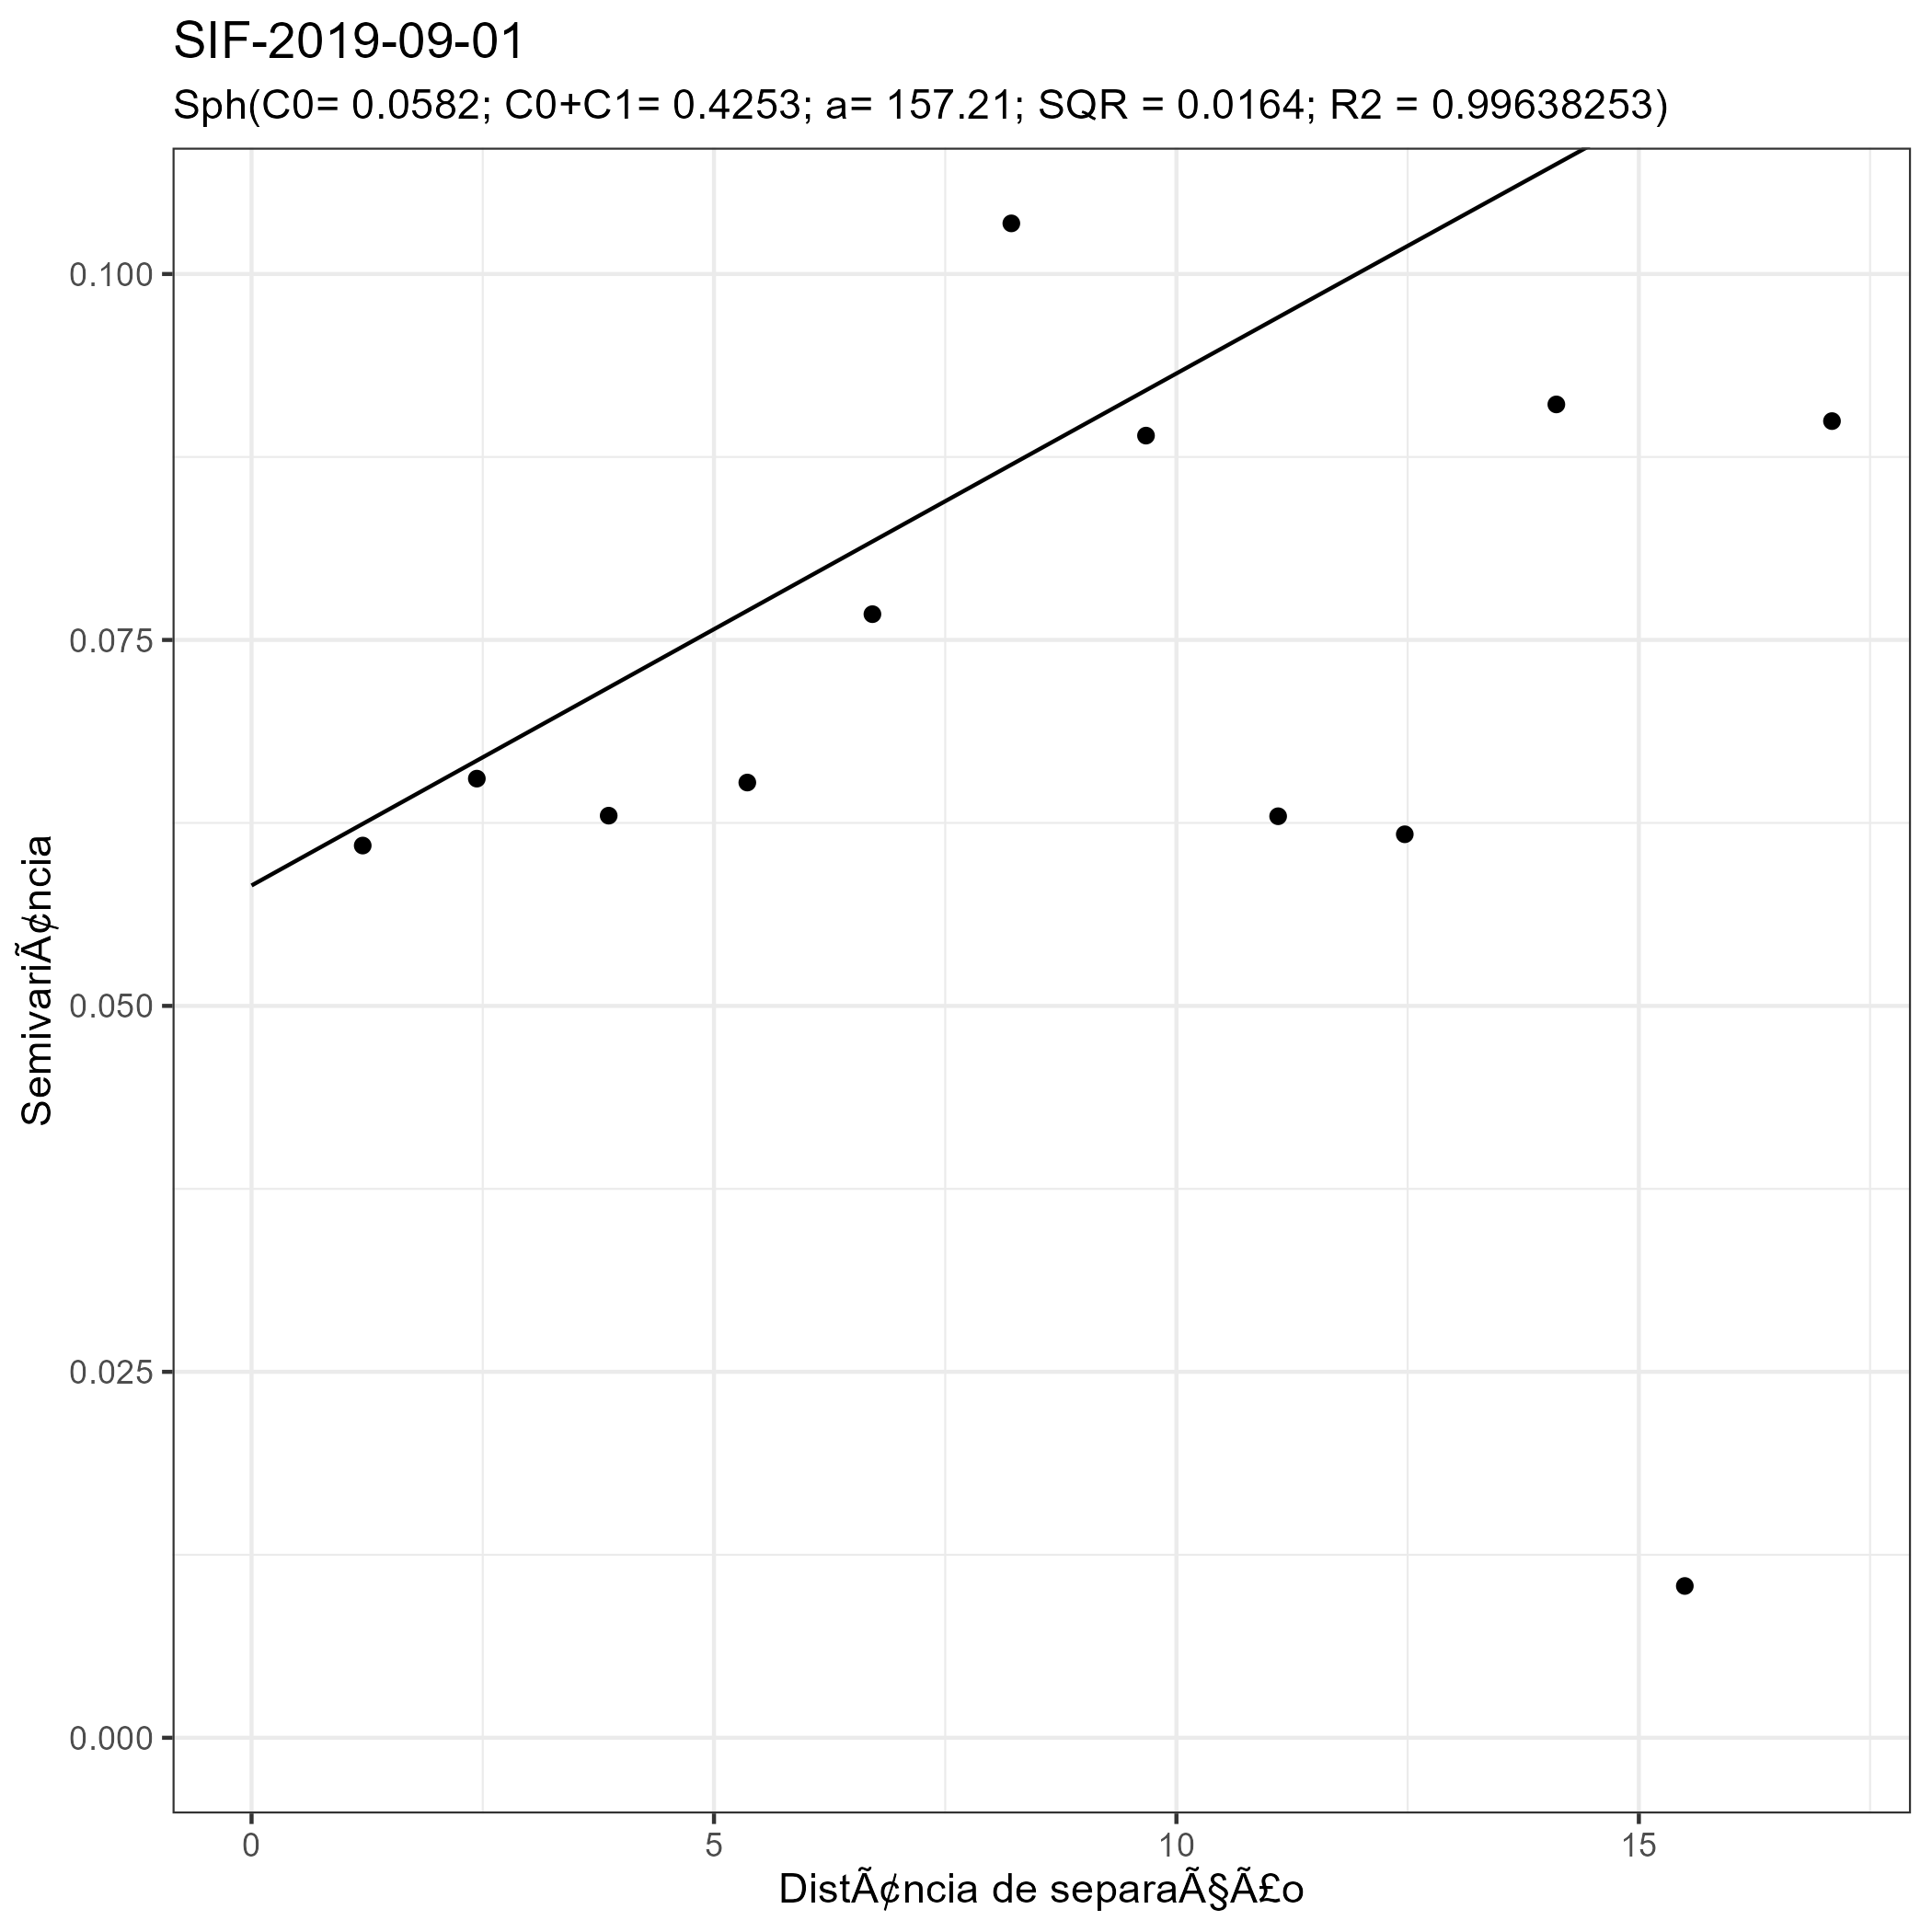 SIF-2019-09-01
Sph(C0= 0.0582; C0+C1= 0.4253; a= 157.21; SQR = 0.0164; R2 = 0.99638253)
0.100
0.075
0.050
0.025
0.000
SemivariÃ¢ncia
0 5 10 15
DistÃ¢ncia de separaÃ§Ã£o